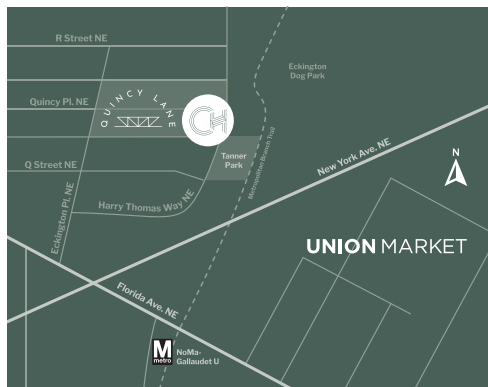 R Street NE
Eckington
Dog Park
Quincy Pl. NE
QUINCY LANE
CH
Tanner
Park
Metropolitan Branch Trail
New York Ave. NE
N
Q Street NE
Eckington Pl. NE
Harry Thomas Way NE
UNION MARKET
Florida Ave. NE
M
metro
NoMa-
Gallaudet U